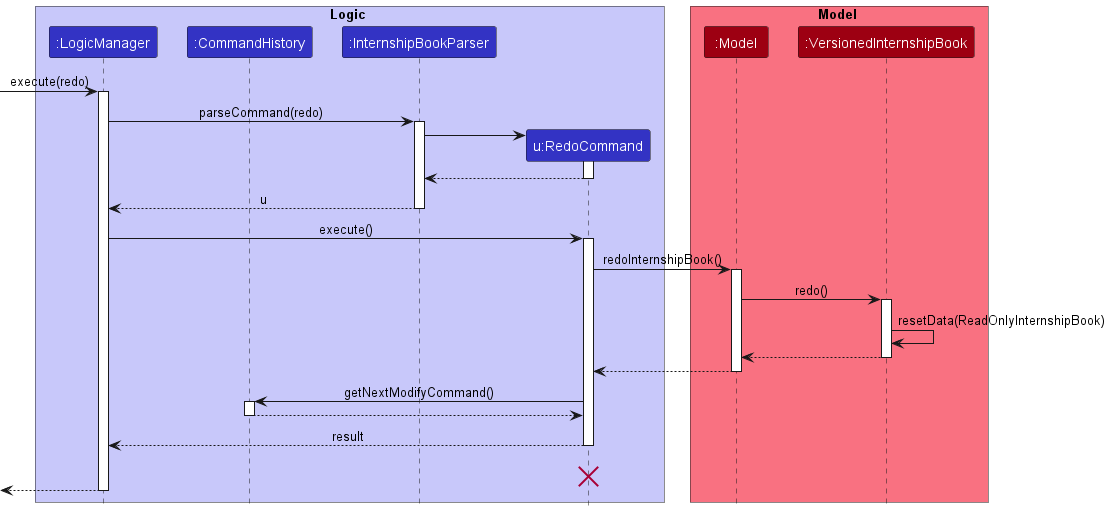 Logic
Model
:LogicManager
:CommandHistory
:InternshipBookParser
:Model
:VersionedInternshipBook
execute(redo)
parseCommand(redo)
u:RedoCommand
u
execute()
redoInternshipBook()
redo()
resetData(ReadOnlyInternshipBook)
getNextModifyCommand()
result